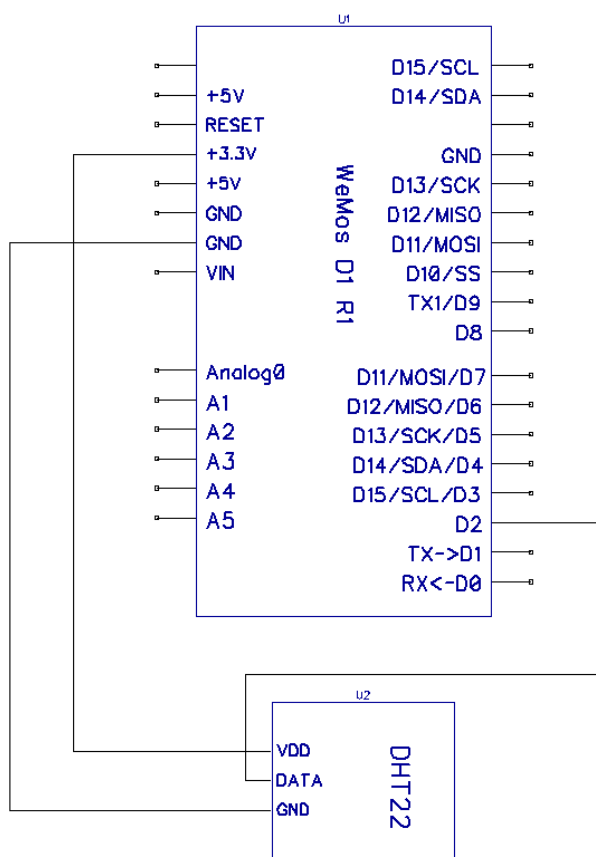 U1
+5V
RESET
+3.3V
+5V
GND
GND
VIN
Analog0
A1
A2
A3
A4
A5
WeMos D1 R1
D15/SCL
D14/SDA
GND
D13/SCK
D12/MISO
D11/MOSI
D10/SS
TX1/D9
D8
D11/MOSI/D7
D12/MISO/D6
D13/SCK/D5
D14/SDA/D4
D15/SCL/D3
D2
TX->D1
RX<-D0
U2
VDD
DATA
GND
DHT22